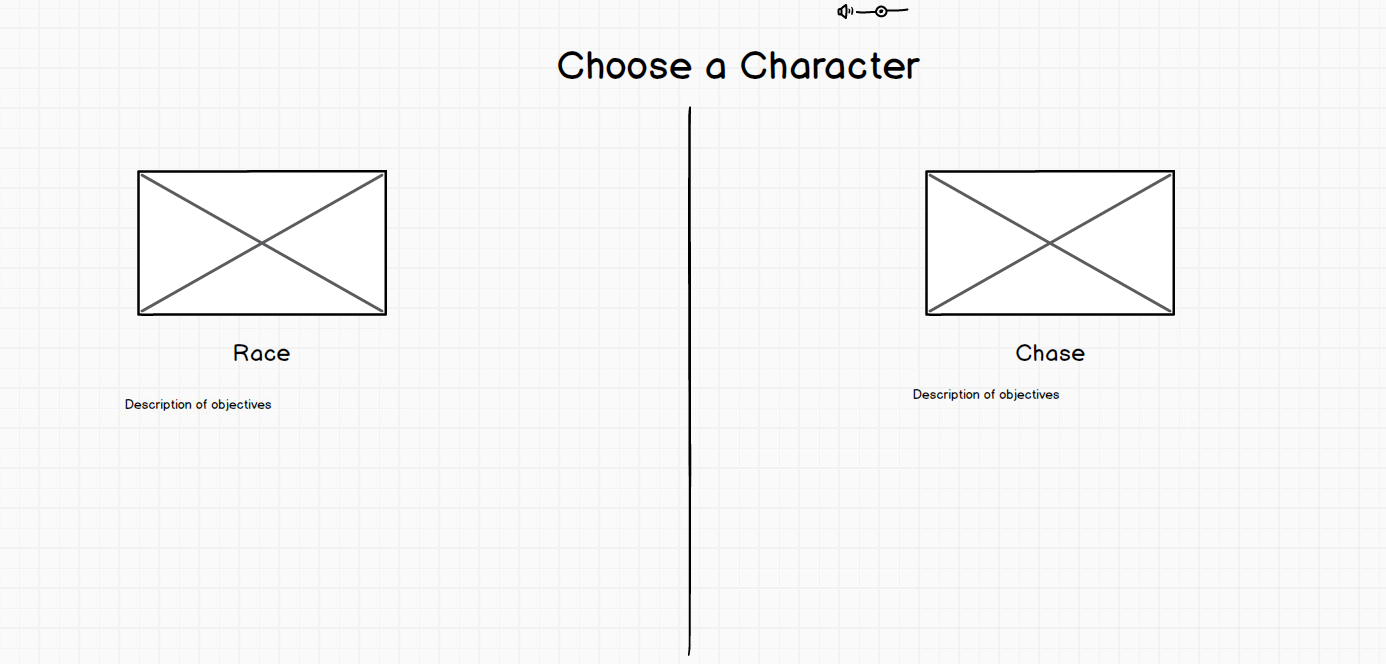 Choose a Character
Race
Description of objectives
Chase
Description of objectives